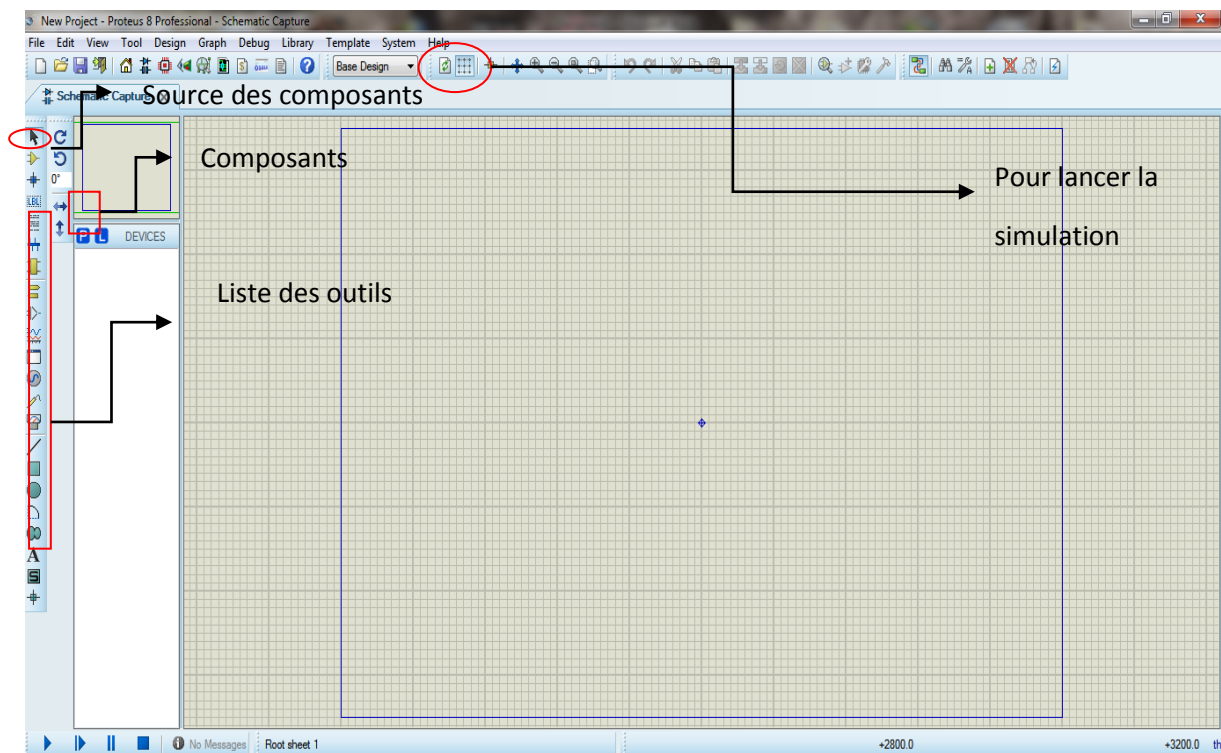 New Project - Proteus 8 Professional - Schematic Capture
File Edit View Tool Design Graph Debug Library Template System Help
Base Design
Schematic Capture
Source des composants
Composants
Pour lancer la
simulation
0°
LBL
P L DEVICES
Liste des outils
A
S
No Messages Root sheet 1 +2800.0 +3200.0 th